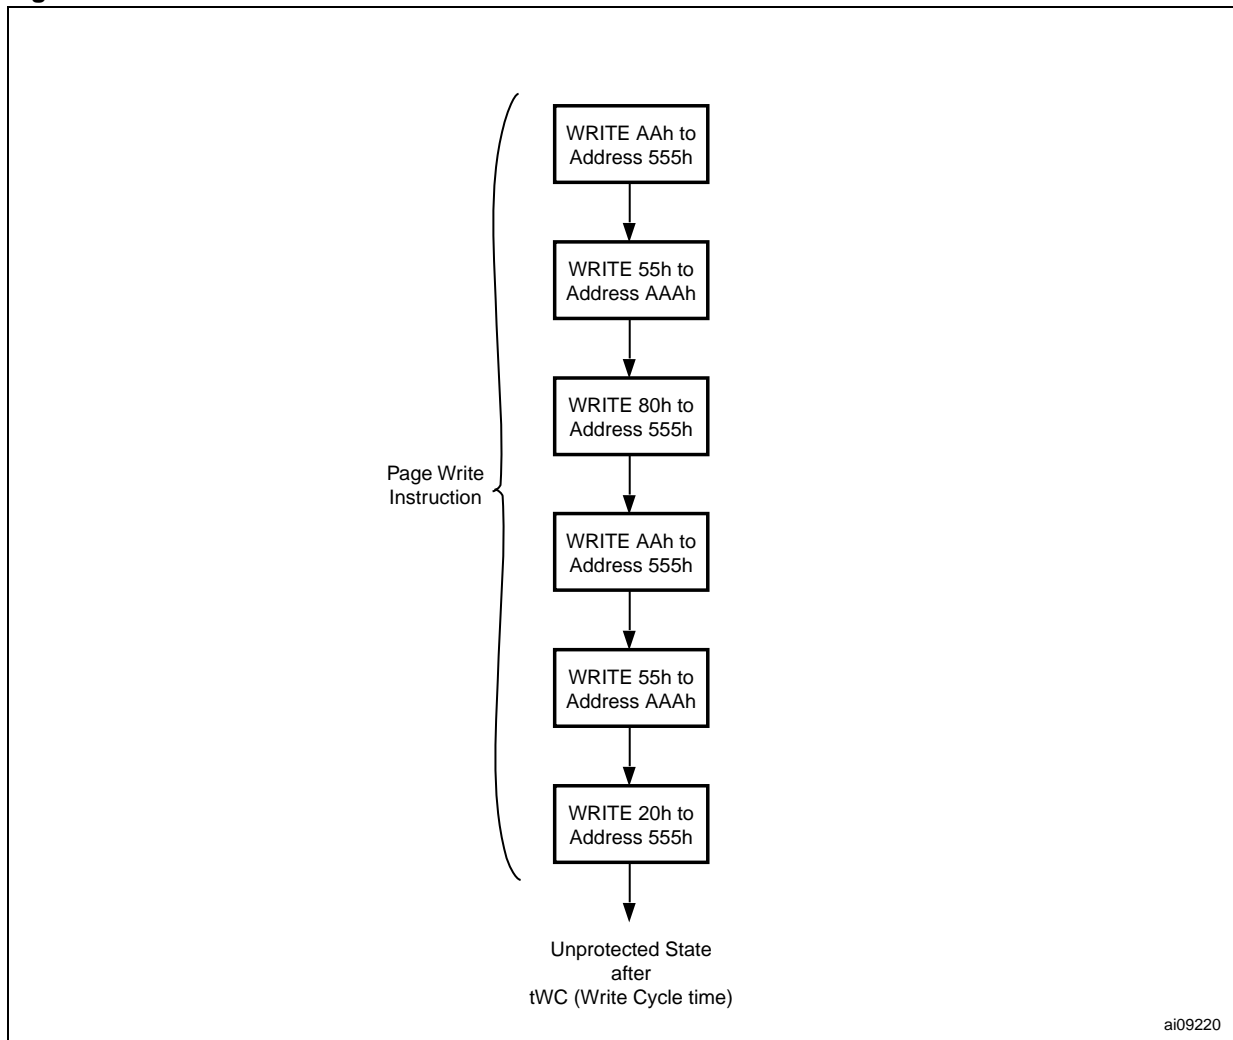 WRITE AAh to
Address 555h
WRITE 55h to
Address AAAh
WRITE 80h to
Address 555h
Page Write
Instruction
WRITE AAh to
Address 555h
WRITE 55h to
Address AAAh
WRITE 20h to
Address 555h
Unprotected State
after
tWC (Write Cycle time)
ai09220